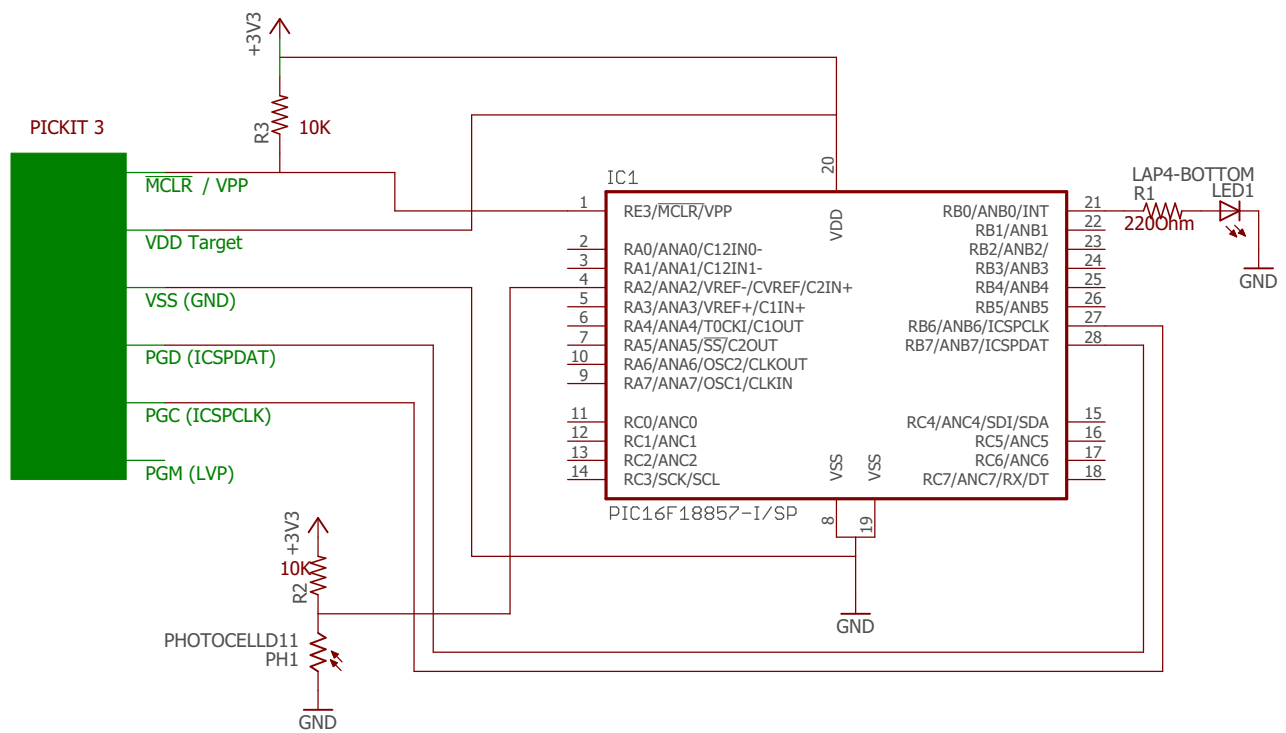 +3V3
R3
10K
PICKIT 3
MCLR / VPP
VDD Target
VSS (GND)
PGD (ICSPDAT)
PGC (ICSPCLK)
PGM (LVP)
IC1
20
VDD
1
RE3/MCLR/VPP
2
RA0/ANA0/C12IN0-
3
RA1/ANA1/C12IN1-
4
RA2/ANA2/VREF-/CVREF/C2IN+
5
RA3/ANA3/VREF+/C1IN+
6
RA4/ANA4/T0CKI/C1OUT
7
RA5/ANA5/SS/C2OUT
10
RA6/ANA6/OSC2/CLKOUT
9
RA7/ANA7/OSC1/CLKIN
11
RC0/ANC0
12
RC1/ANC1
13
RC2/ANC2
14
RC3/SCK/SCL
RB0/ANB0/INT
21
RB1/ANB1
22
RB2/ANB2/
23
RB3/ANB3
24
RB4/ANB4
25
RB5/ANB5
26
RB6/ANB6/ICSPCLK
27
RB7/ANB7/ICSPDAT
28
RC4/ANC4/SDI/SDA
15
RC5/ANC5
16
RC6/ANC6
17
RC7/ANC7/RX/DT
18
VSS
VSS
8
19
PIC16F18857-I/SP
GND
LAP4-BOTTOM
R1
LED1
220Ohm
GND
+3V3
10K
R2
PHOTOCELLD11
PH1
GND